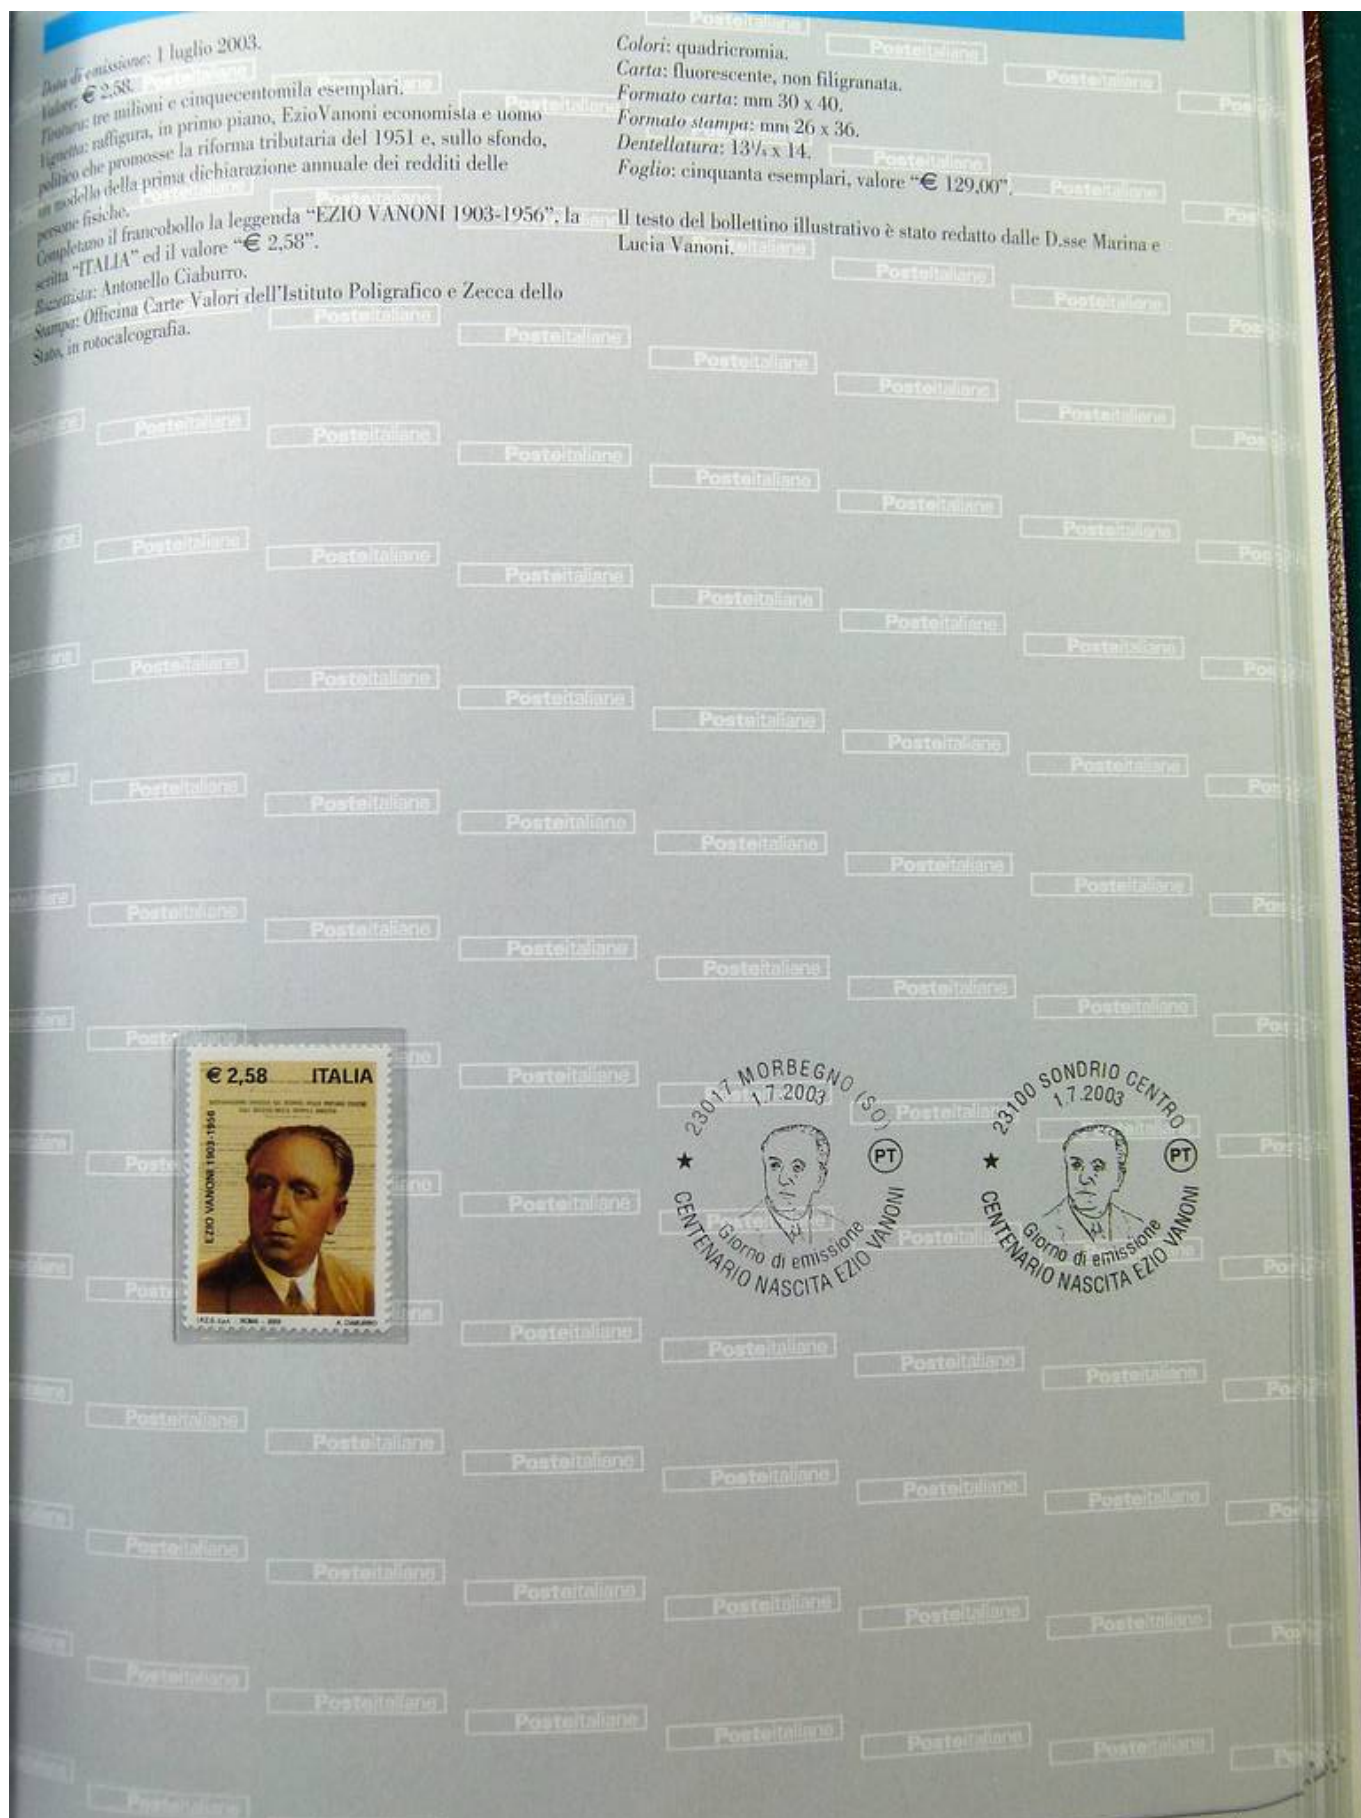 Data di emissione: 1 luglio 2003.
Valore: € 2,58.
Tiratura: tre milioni e cinquecentomila esemplari.
Vignetta: raffigura, in primo piano, EzioVanoni economista e uomo
politico che promosse la riforma tributaria del 1951 e, sullo sfondo,
un modello della prima dichiarazione annuale dei redditi delle
persone fisiche.
Completano il francobollo la leggenda “EZIO VANONI 1903-1956”, la
scritta “ITALIA” ed il valore “€ 2,58”.
Bozzettista: Antonello Ciaburro.
Stampa: Officina Carte Valori dell'Istituto Poligrafico e Zecca dello
Stato, in rotocalcografia.
Colori: quadricromia.
Carta: fluorescente, non filigranata.
Formato carta: mm 30 x 40.
Formato stampa: mm 26 x 36.
Dentellatura: 13¹/₄ x 14.
Foglio: cinquanta esemplari, valore “€ 129,00”.
Il testo del bollettino illustrativo è stato redatto dalle D.sse Marina e
Lucia Vanoni.
€ 2,58 ITALIA
EZIO VANONI 1903-1956
I.P.Z.S. S.p.A. - ROMA - 2003 A. CIABURRO
23017 MORBEGNO (SO)
1.7.2003
PT
Giorno di emissione
CENTENARIO NASCITA EZIO VANONI
23100 SONDRIO CENTRO
1.7.2003
PT
Giorno di emissione
CENTENARIO NASCITA EZIO VANONI
Posteitaliane